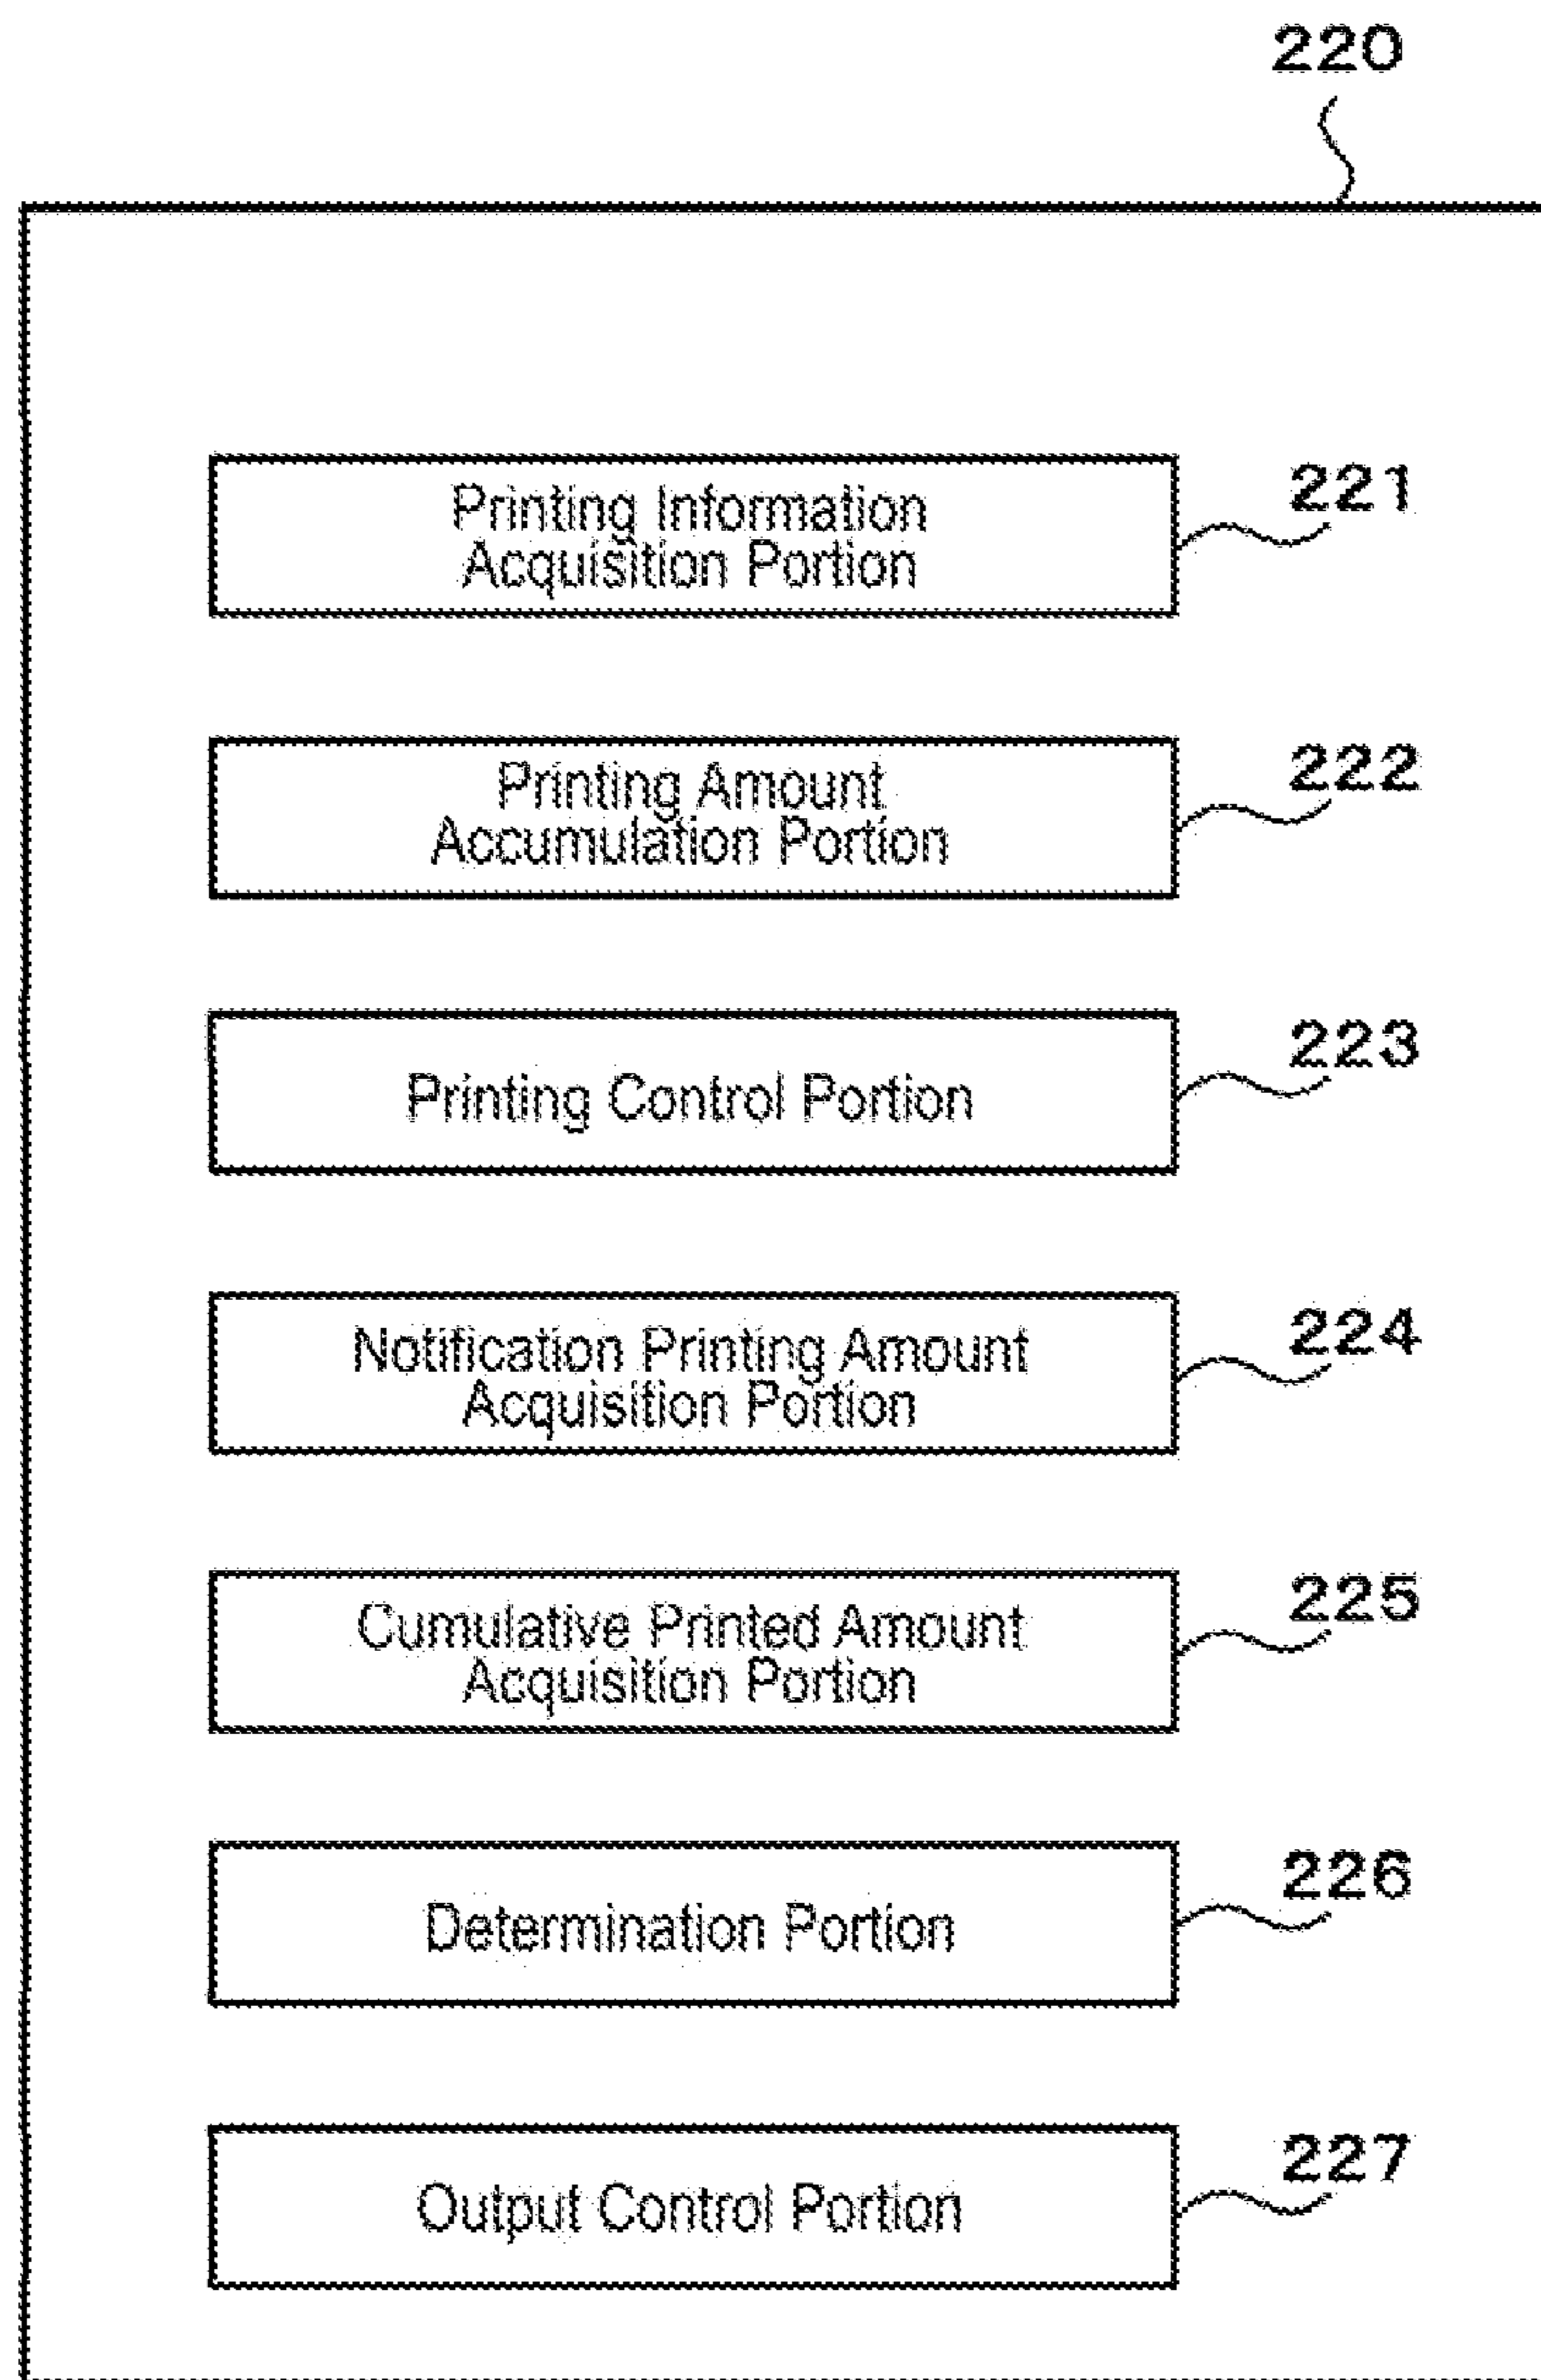 220
Printing Information
Acquisition Portion
221
Printing Amount
Accumulation Portion
222
Printing Control Portion
223
Notification Printing Amount
Acquisition Portion
224
Cumulative Printed Amount
Acquisition Portion
225
Determination Portion
226
Output Control Portion
227